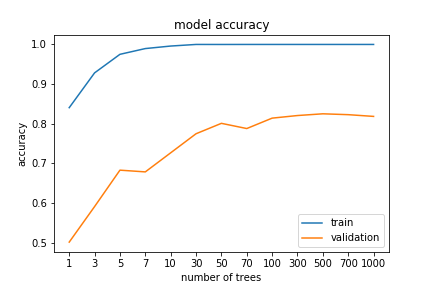 model accuracy
accuracy
1.0
0.9
0.8
0.7
0.6
0.5
train
validation
1 3 5 7 10 30 50 70 100 300 500 700 1000
number of trees